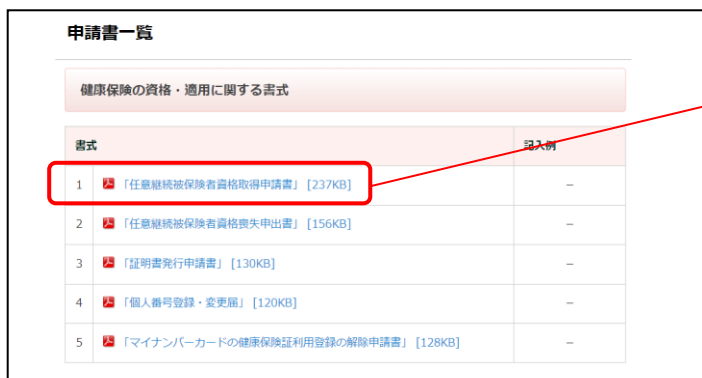 申請書一覧
健康保険の資格・適用に関する書式
書式 記入例
1 「任意継続被保険者資格取得申請書」 [237KB] －
2 「任意継続被保険者資格喪失申出書」 [156KB] －
3 「証明書発行申請書」 [130KB] －
4 「個人番号登録・変更届」 [120KB] －
5 「マイナンバーカードの健康保険証利用登録の解除申請書」 [128KB] －